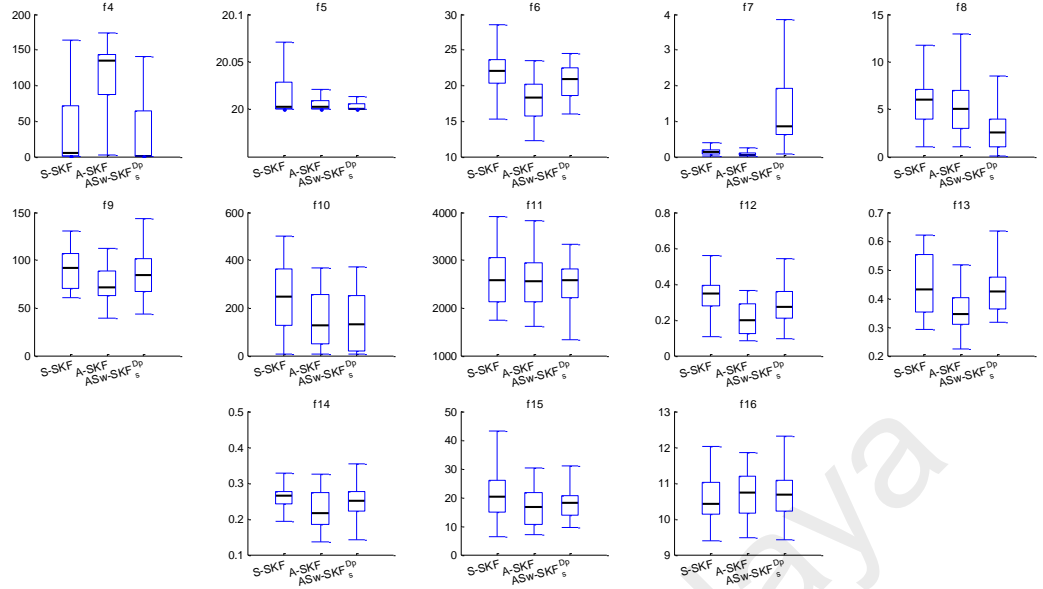 f4 f5 f6 f7 f8
200 150 100 50 0
20.1 20.05 20
30 25 20 15 10
4 3 2 1 0
15 10 5 0
S-SKF A-SKF ASw-SKF Dp s
S-SKF A-SKF ASw-SKF Dp s
S-SKF A-SKF ASw-SKF Dp s
S-SKF A-SKF ASw-SKF Dp s
S-SKF A-SKF ASw-SKF Dp s
f9 f10 f11 f12 f13
150 100 50 0
600 400 200 0
4000 3000 2000 1000
0.8 0.6 0.4 0.2 0
0.7 0.6 0.5 0.4 0.3 0.2
S-SKF A-SKF ASw-SKF Dp s
S-SKF A-SKF ASw-SKF Dp s
S-SKF A-SKF ASw-SKF Dp s
S-SKF A-SKF ASw-SKF Dp s
S-SKF A-SKF ASw-SKF Dp s
f14 f15 f16
0.5 0.4 0.3 0.2 0.1
50 40 30 20 10 0
13 12 11 10 9
S-SKF A-SKF ASw-SKF Dp s
S-SKF A-SKF ASw-SKF Dp s
S-SKF A-SKF ASw-SKF Dp s